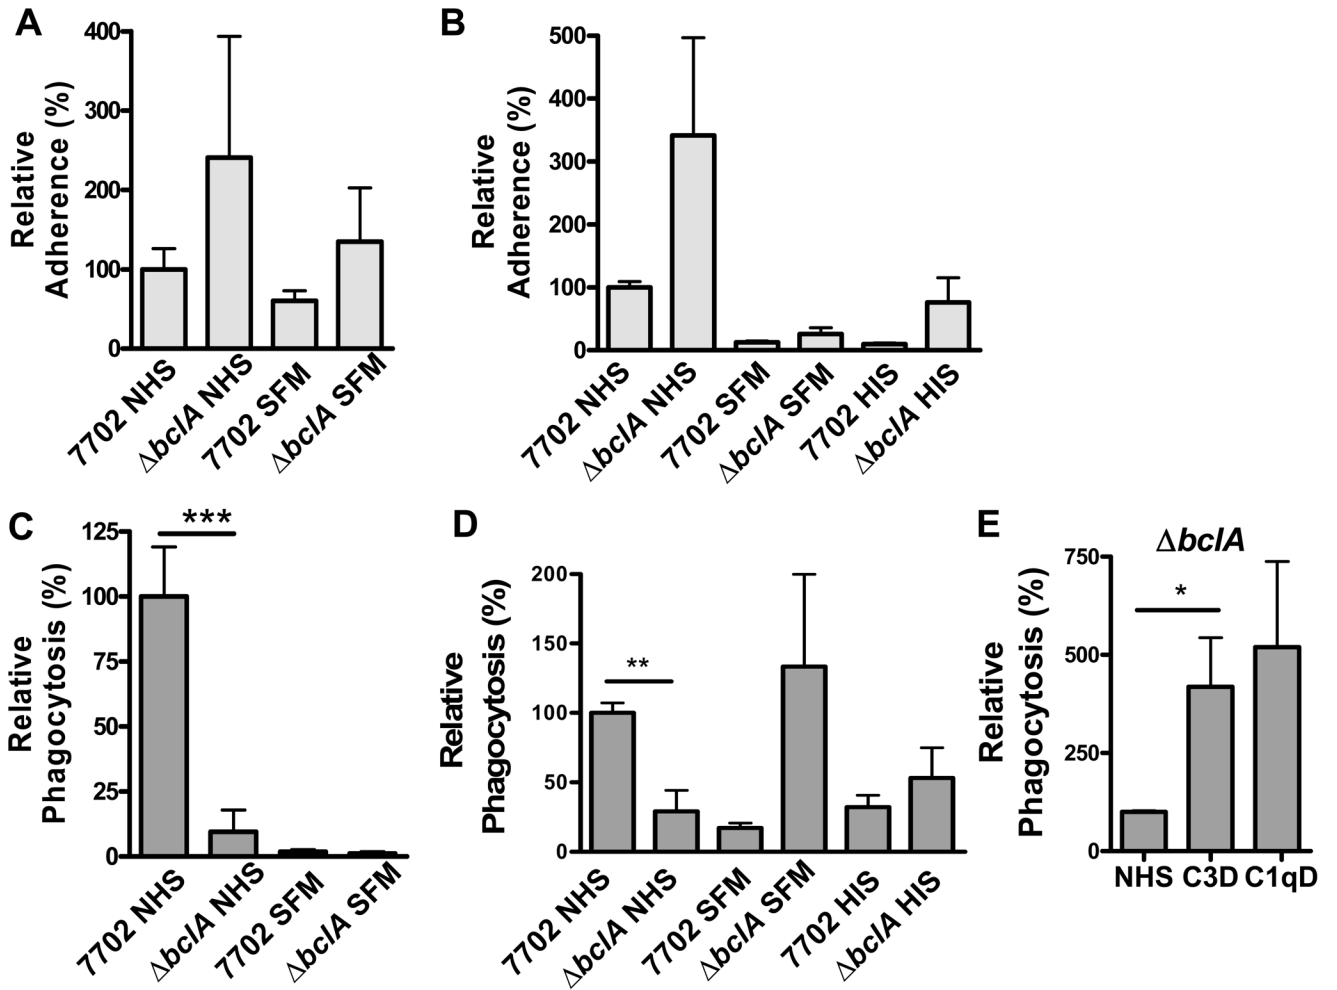 A
Relative
Adherence (%)
400
300
200
100
0
7702 NHS
ΔbclA NHS
7702 SFM
ΔbclA SFM
B
Relative
Adherence (%)
500
400
300
200
100
0
7702 NHS
ΔbclA NHS
7702 SFM
ΔbclA SFM
7702 HIS
ΔbclA HIS
C
Relative
Phagocytosis (%)
125
100
75
50
25
0
***
7702 NHS
ΔbclA NHS
7702 SFM
ΔbclA SFM
D
Relative
Phagocytosis (%)
200
150
100
50
0
**
7702 NHS
ΔbclA NHS
7702 SFM
ΔbclA SFM
7702 HIS
ΔbclA HIS
E
ΔbclA
Relative
Phagocytosis (%)
750
500
250
0
*
NHS C3D C1qD